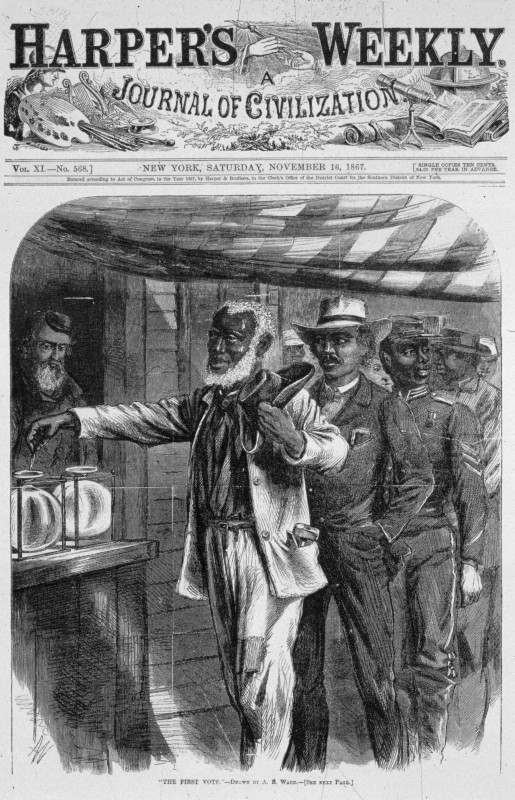 HARPER'S WEEKLY.
A
JOURNAL OF CIVILIZATION
VOL. XI.—NO. 568.] NEW YORK, SATURDAY, NOVEMBER 16, 1867. [SINGLE COPIES TEN CENTS.
$4.00 PER YEAR IN ADVANCE.
Entered according to Act of Congress, in the Year 1867, by Harper & Brothers, in the Clerk's Office of the District Court for the Southern District of New York.
"THE FIRST VOTE."—DRAWN BY A. R. WAUD.—[SEE NEXT PAGE.]